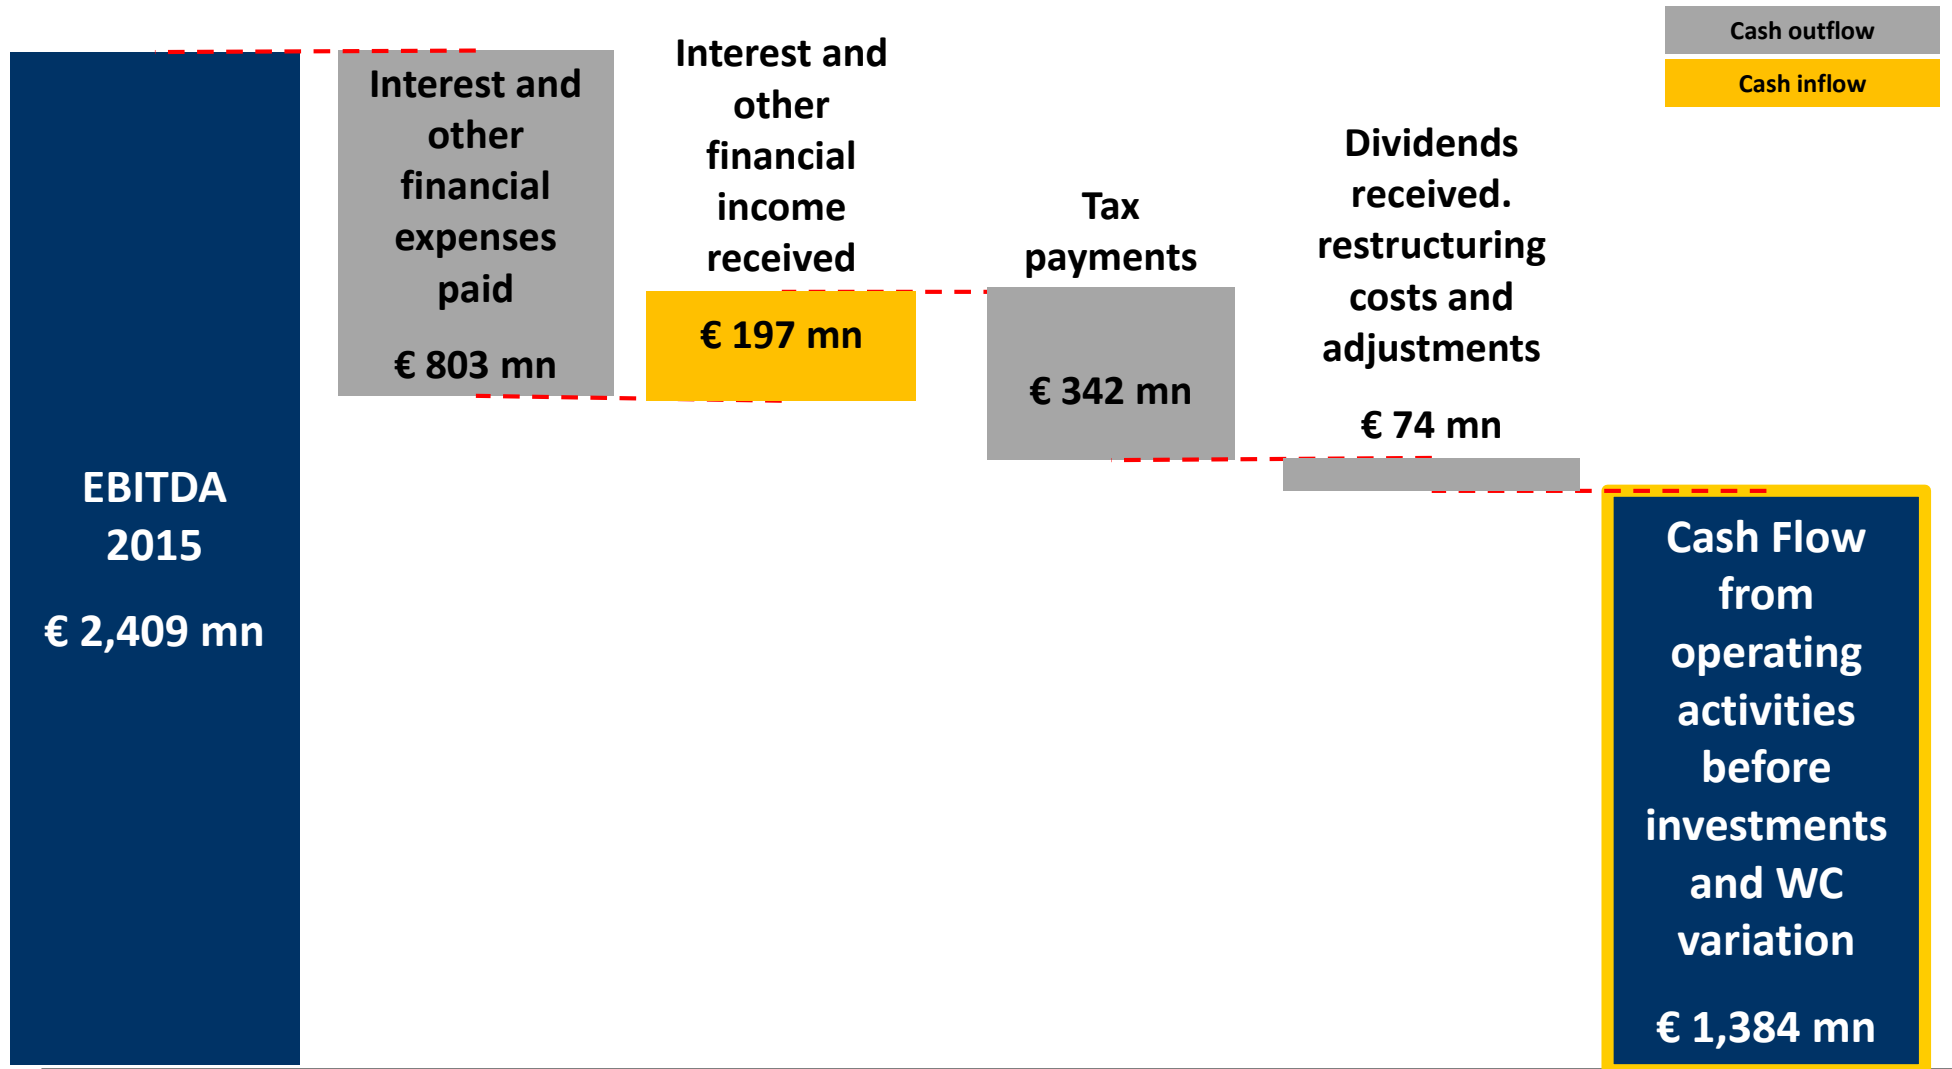 Cash outflow
Cash inflow
EBITDA
2015
€ 2,409 mn
Interest and
other
financial
expenses
paid
€ 803 mn
Interest and
other
financial
income
received
€ 197 mn
Tax
payments
€ 342 mn
Dividends
received.
restructuring
costs and
adjustments
€ 74 mn
Cash Flow
from
operating
activities
before
investments
and WC
variation
€ 1,384 mn